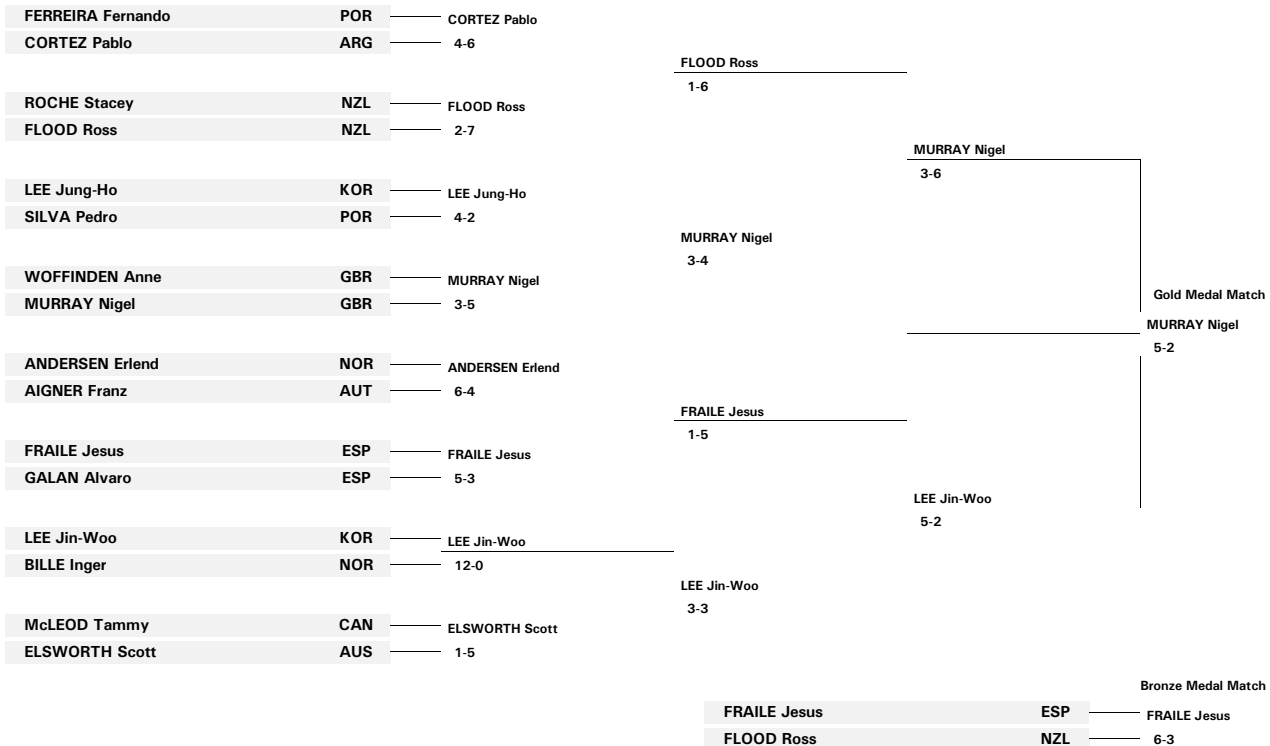 FERREIRA Fernando POR CORTEZ Pablo
CORTEZ Pablo ARG 4-6
FLOOD Ross
1-6
ROCHE Stacey NZL FLOOD Ross
FLOOD Ross NZL 2-7
MURRAY Nigel
3-6
LEE Jung-Ho KOR LEE Jung-Ho
SILVA Pedro POR 4-2
MURRAY Nigel
3-4
WOFFINDEN Anne GBR MURRAY Nigel
MURRAY Nigel GBR 3-5
Gold Medal Match
MURRAY Nigel
5-2
ANDERSEN Erlend NOR ANDERSEN Erlend
AIGNER Franz AUT 6-4
FRAILE Jesus
1-5
FRAILE Jesus ESP FRAILE Jesus
GALAN Alvaro ESP 5-3
LEE Jin-Woo
5-2
LEE Jin-Woo KOR LEE Jin-Woo
BILLE Inger NOR 12-0
LEE Jin-Woo
3-3
McLEOD Tammy CAN ELSWORTH Scott
ELSWORTH Scott AUS 1-5
Bronze Medal Match
FRAILE Jesus ESP FRAILE Jesus
FLOOD Ross NZL 6-3